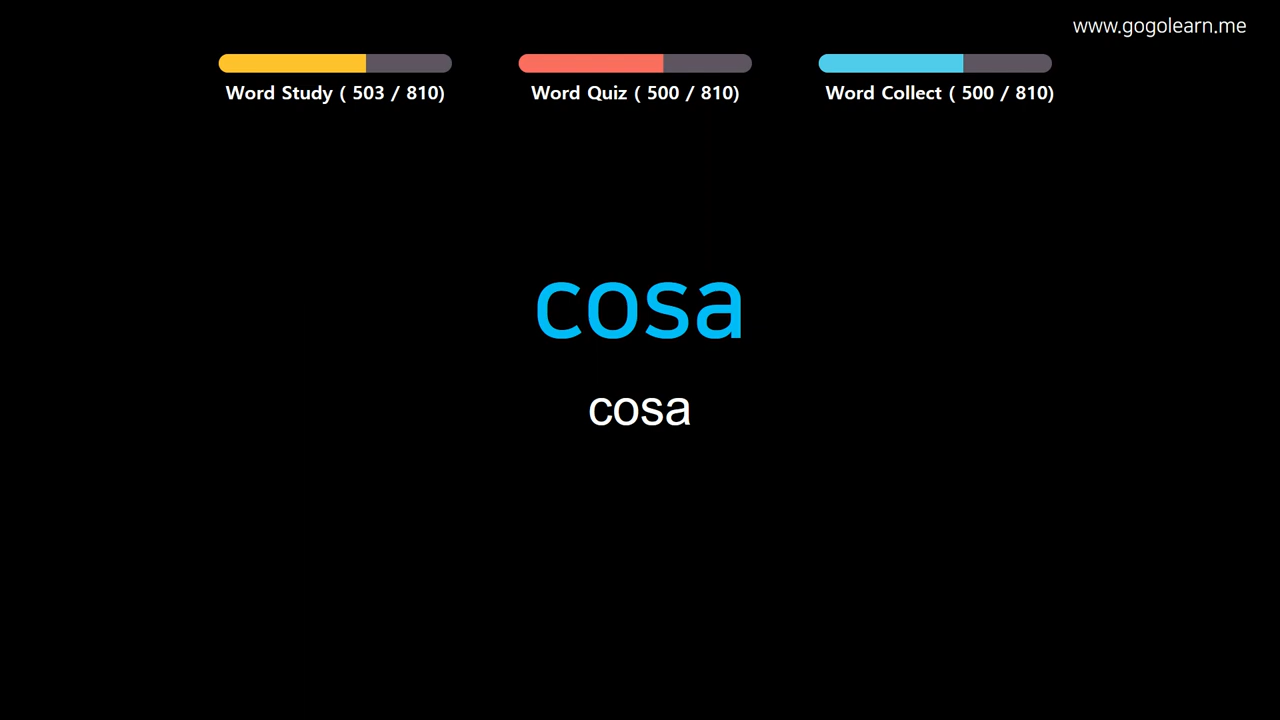 www.gogolearn.me
Word Study ( 503 / 810)
Word Quiz ( 500 / 810)
Word Collect ( 500 / 810)
cosa
cosa